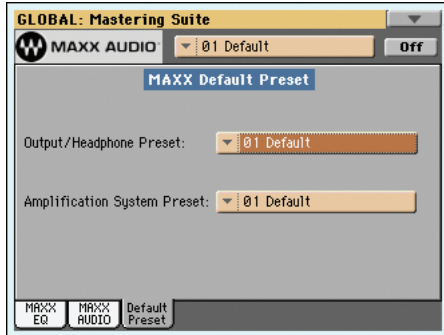 GLOBAL: Mastering Suite
MAXX AUDIO 01 Default Off
MAXX Default Preset
Output/Headphone Preset: 01 Default
Amplification System Preset: 01 Default
MAXX EQ MAXX AUDIO Default Preset